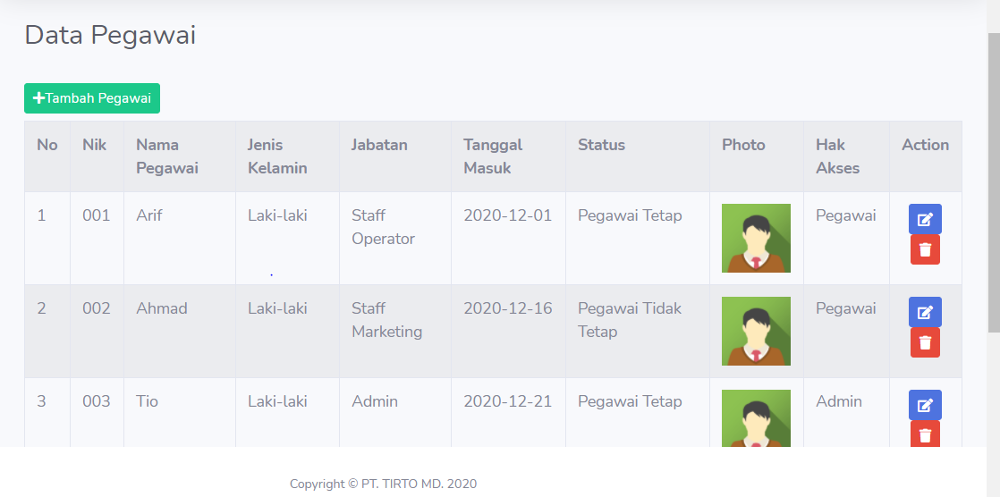 Data Pegawai
Tambah Pegawai
No Nik Nama Pegawai Jenis Kelamin Jabatan Tanggal Masuk Status Photo Hak Akses Action
1 001 Arif Laki-laki Staff Operator 2020-12-01 Pegawai Tetap Pegawai
2 002 Ahmad Laki-laki Staff Marketing 2020-12-16 Pegawai Tidak Tetap Pegawai
3 003 Tio Laki-laki Admin 2020-12-21 Pegawai Tetap Admin
Copyright © PT. TIRTO MD. 2020